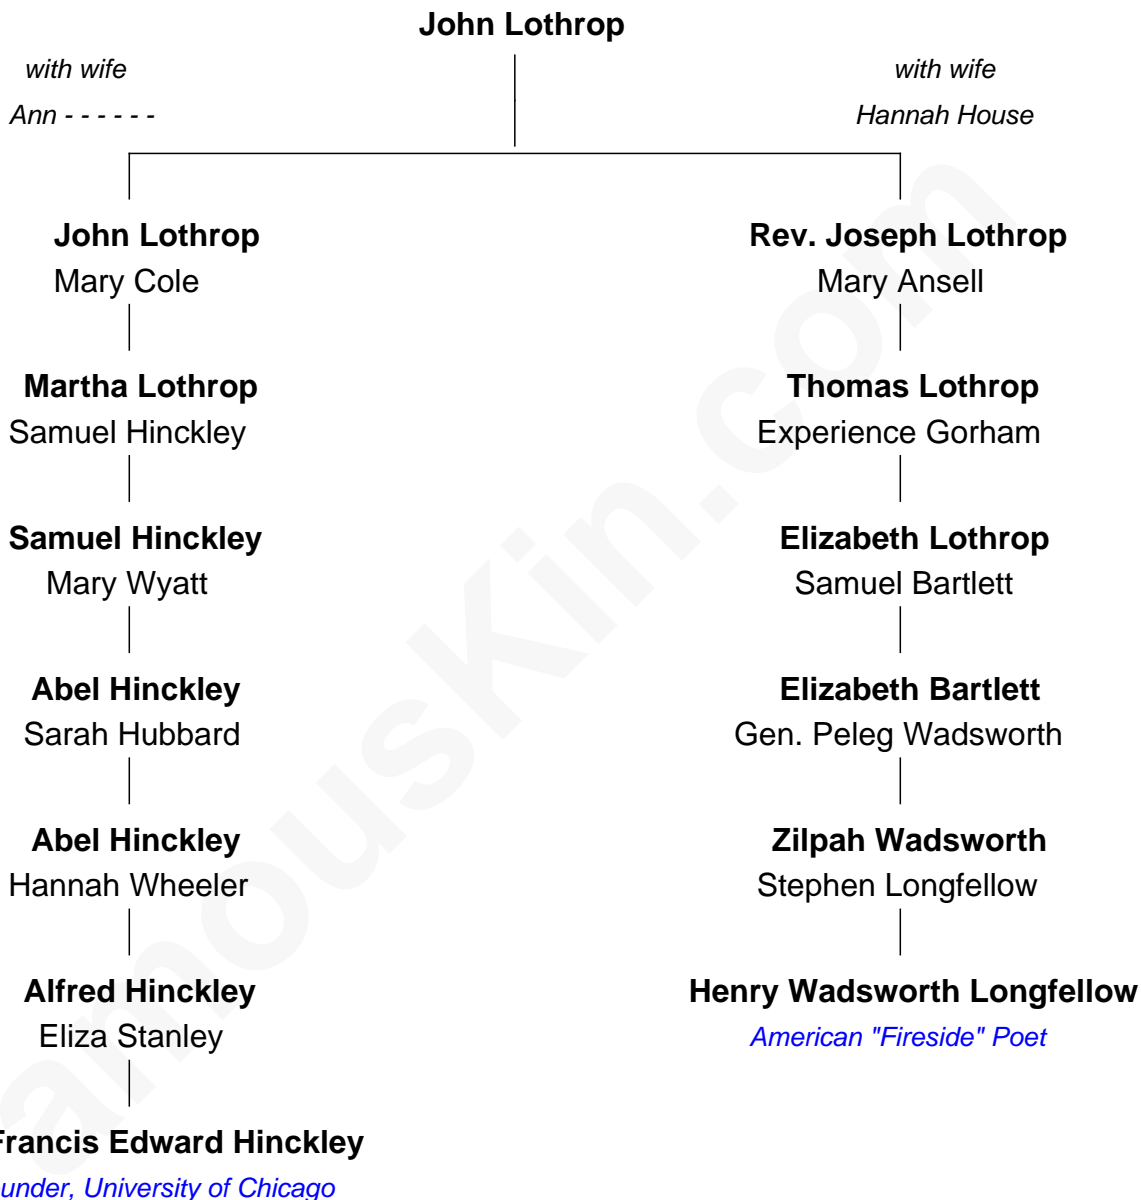 John Lothrop
with wife
Ann - - - - - -
with wife
Hannah House
John Lothrop
Mary Cole
Rev. Joseph Lothrop
Mary Ansell
Martha Lothrop
Samuel Hinckley
Thomas Lothrop
Experience Gorham
Samuel Hinckley
Mary Wyatt
Elizabeth Lothrop
Samuel Bartlett
Abel Hinckley
Sarah Hubbard
Elizabeth Bartlett
Gen. Peleg Wadsworth
Abel Hinckley
Hannah Wheeler
Zilpah Wadsworth
Stephen Longfellow
Alfred Hinckley
Eliza Stanley
Henry Wadsworth Longfellow
American "Fireside" Poet
Francis Edward Hinckley
under, University of Chicago
amouskin.com